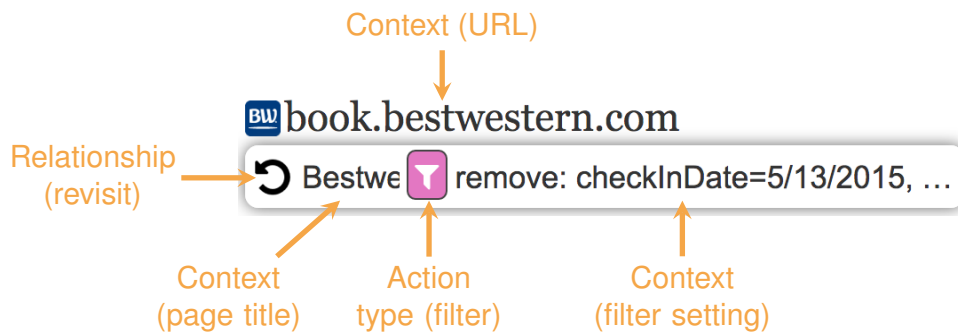 Context (URL)
BW book.bestwestern.com
Relationship
(revisit)
Bestwe remove: checkInDate=5/13/2015, ...
Context
(page title)
Action
type (filter)
Context
(filter setting)